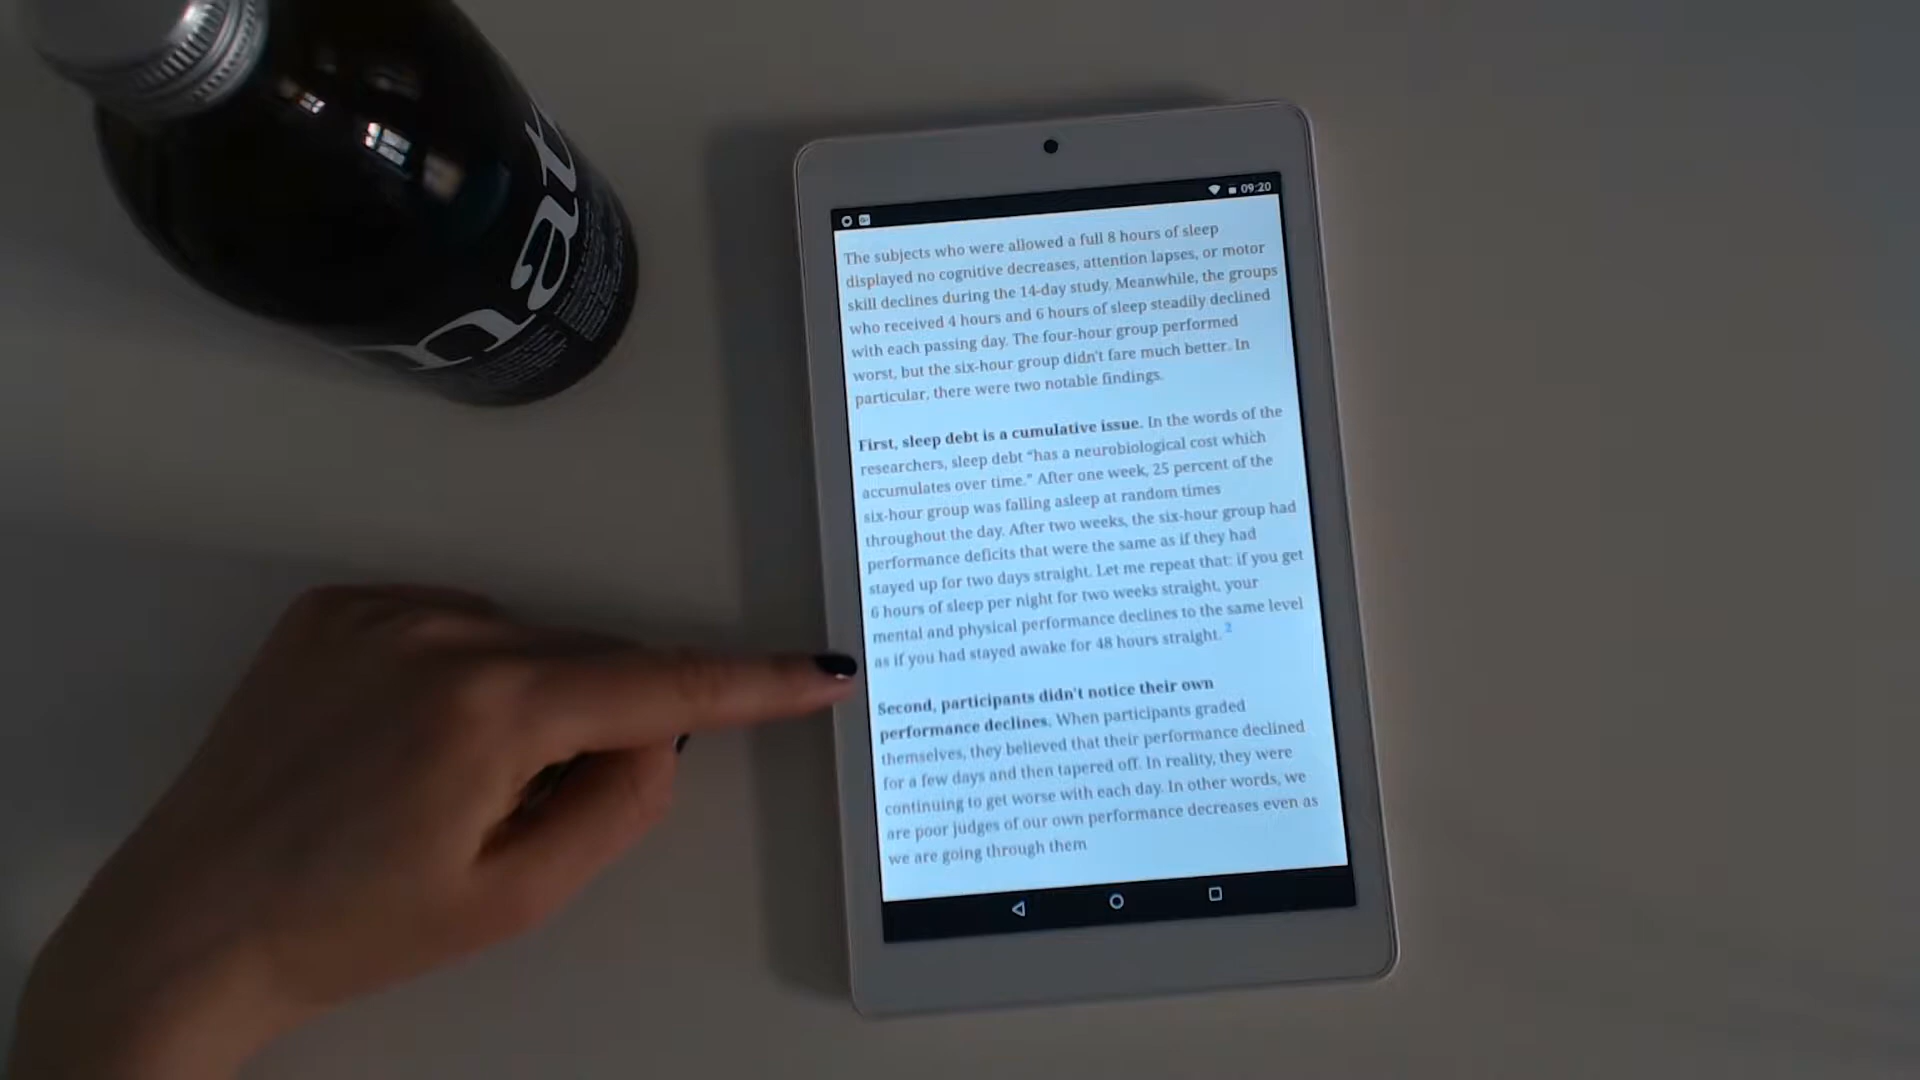 09:20
The subjects who were allowed a full 8 hours of sleep
displayed no cognitive decreases, attention lapses, or motor
skill declines during the 14-day study. Meanwhile, the groups
who received 4 hours and 6 hours of sleep steadily declined
with each passing day. The four-hour group performed
worst, but the six-hour group didn't fare much better. In
particular, there were two notable findings.
First, sleep debt is a cumulative issue. In the words of the
researchers, sleep debt “has a neurobiological cost which
accumulates over time.” After one week, 25 percent of the
six-hour group was falling asleep at random times
throughout the day. After two weeks, the six-hour group had
performance deficits that were the same as if they had
stayed up for two days straight. Let me repeat that: if you get
6 hours of sleep per night for two weeks straight, your
mental and physical performance declines to the same level
as if you had stayed awake for 48 hours straight. 2
Second, participants didn't notice their own
performance declines. When participants graded
themselves, they believed that their performance declined
for a few days and then tapered off. In reality, they were
continuing to get worse with each day. In other words, we
are poor judges of our own performance decreases even as
we are going through them